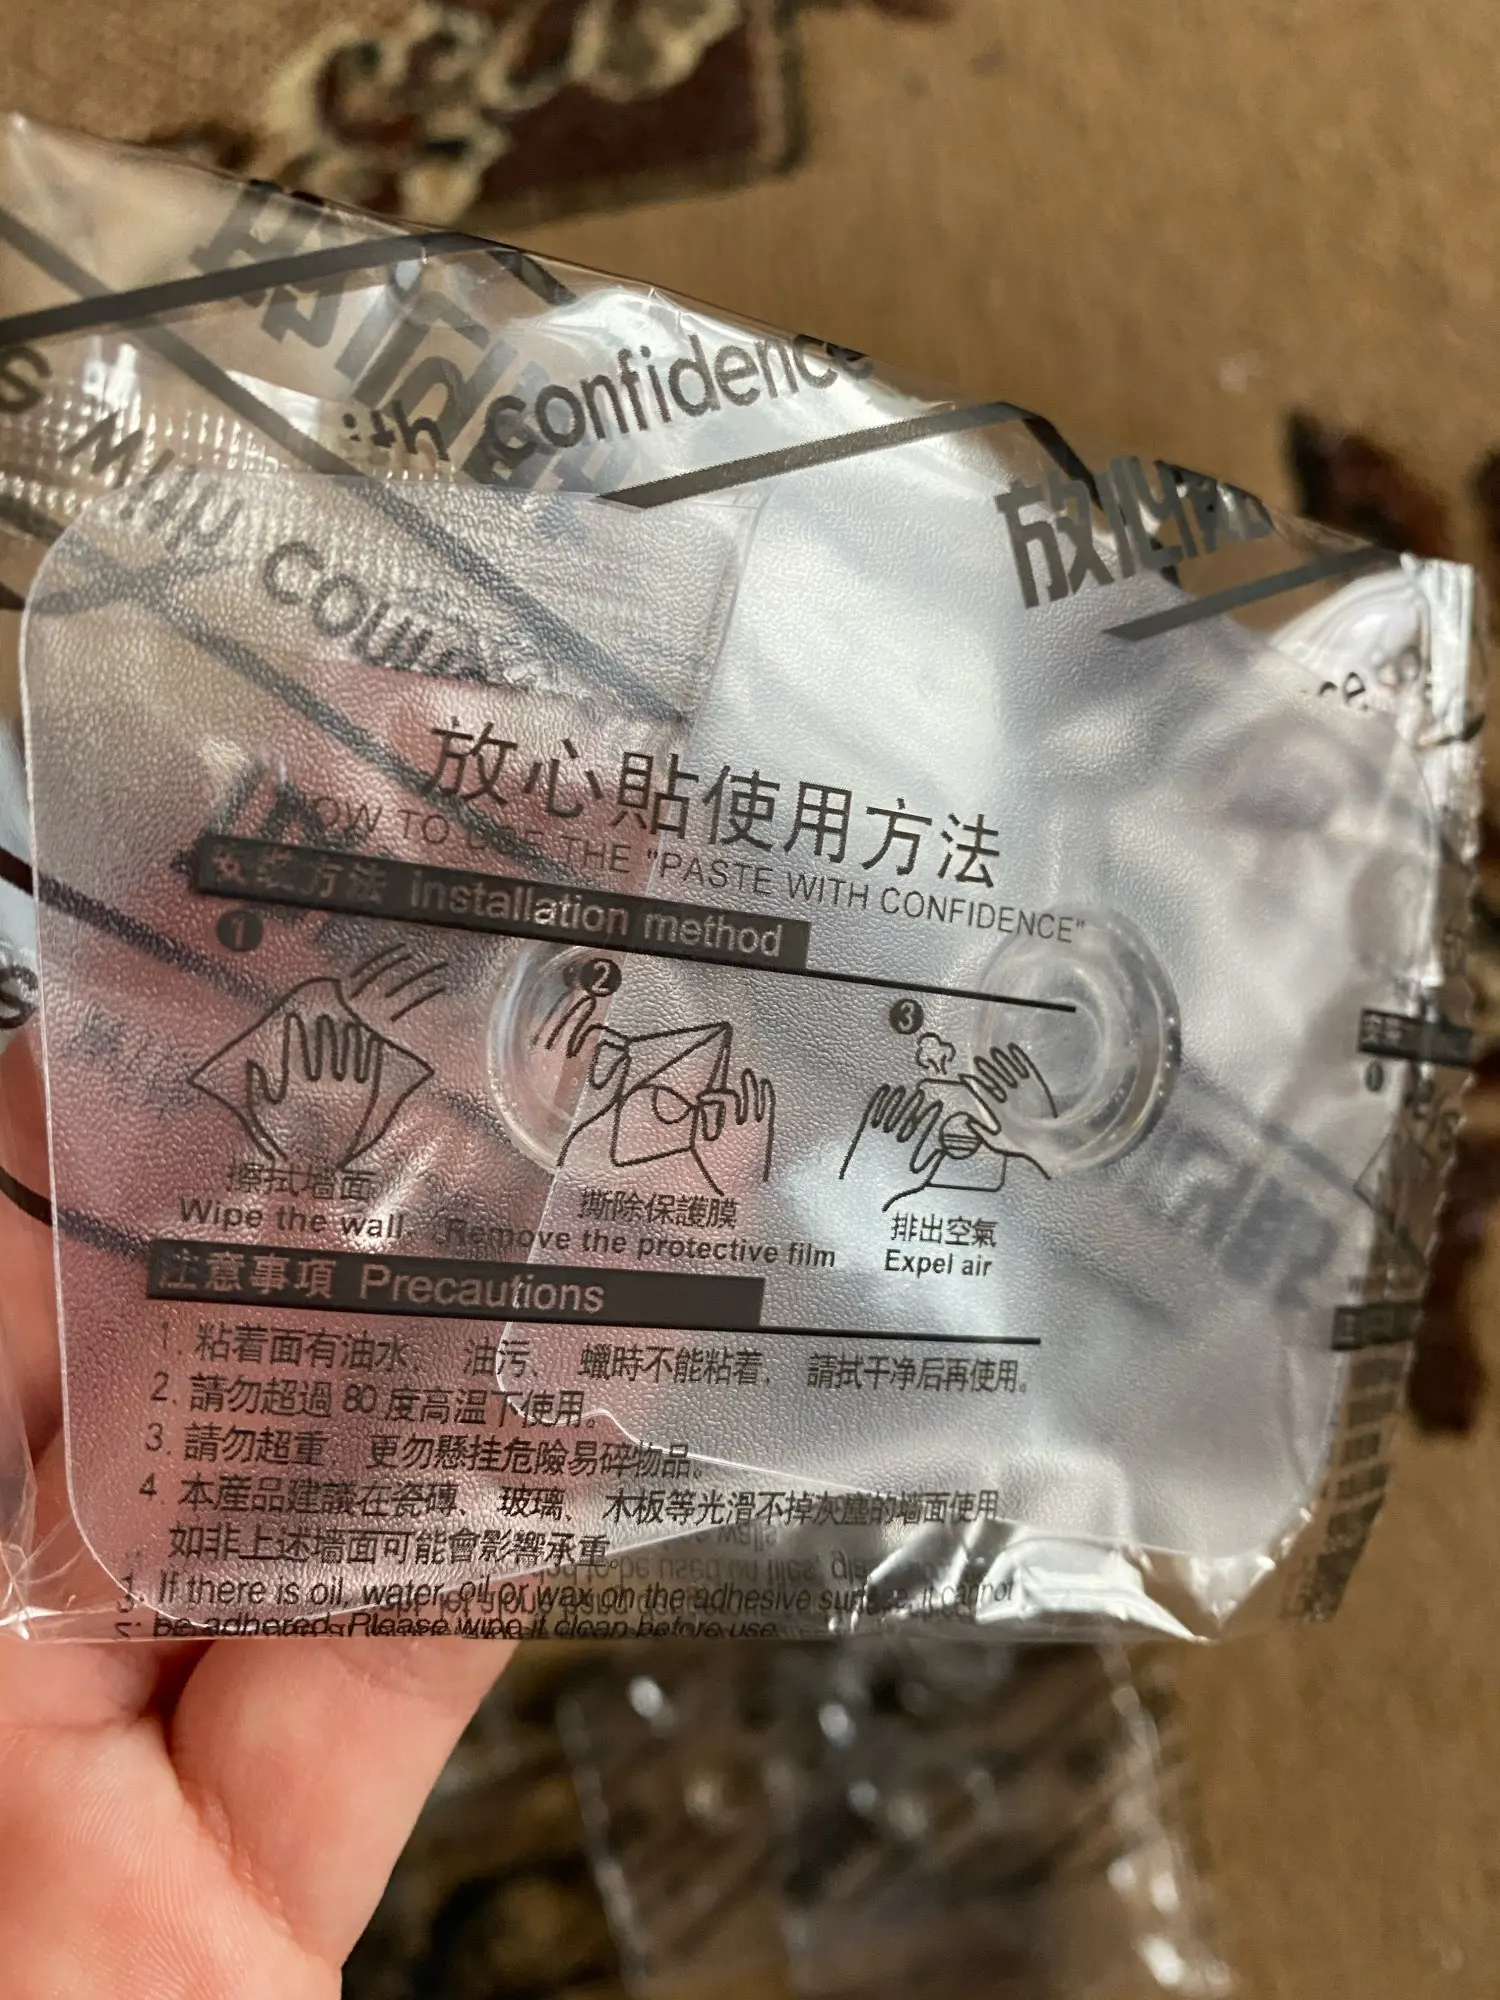 confidence
放心貼
放心貼使用方法
HOW TO USE THE "PASTE WITH CONFIDENCE"
安裝方法 installation method
1
2
3
擦拭墙面
Wipe the wall
撕除保護膜
Remove the protective film
排出空氣
Expel air
注意事項 Precautions
1. 粘着面有油水、 油污、 蠟時不能粘着, 請拭干净后再使用。
2. 請勿超過 80 度高温下使用。
3. 請勿超重, 更勿懸挂危險易碎物品。
4. 本産品建議在瓷磚、 玻璃、 木板等光滑不掉灰塵的墙面使用,
如非上述墙面可能會影響承重。
1. If there is oil, water, oil or wax on the adhesive surface, it cannot
be adhered. Please wipe it clean before use.